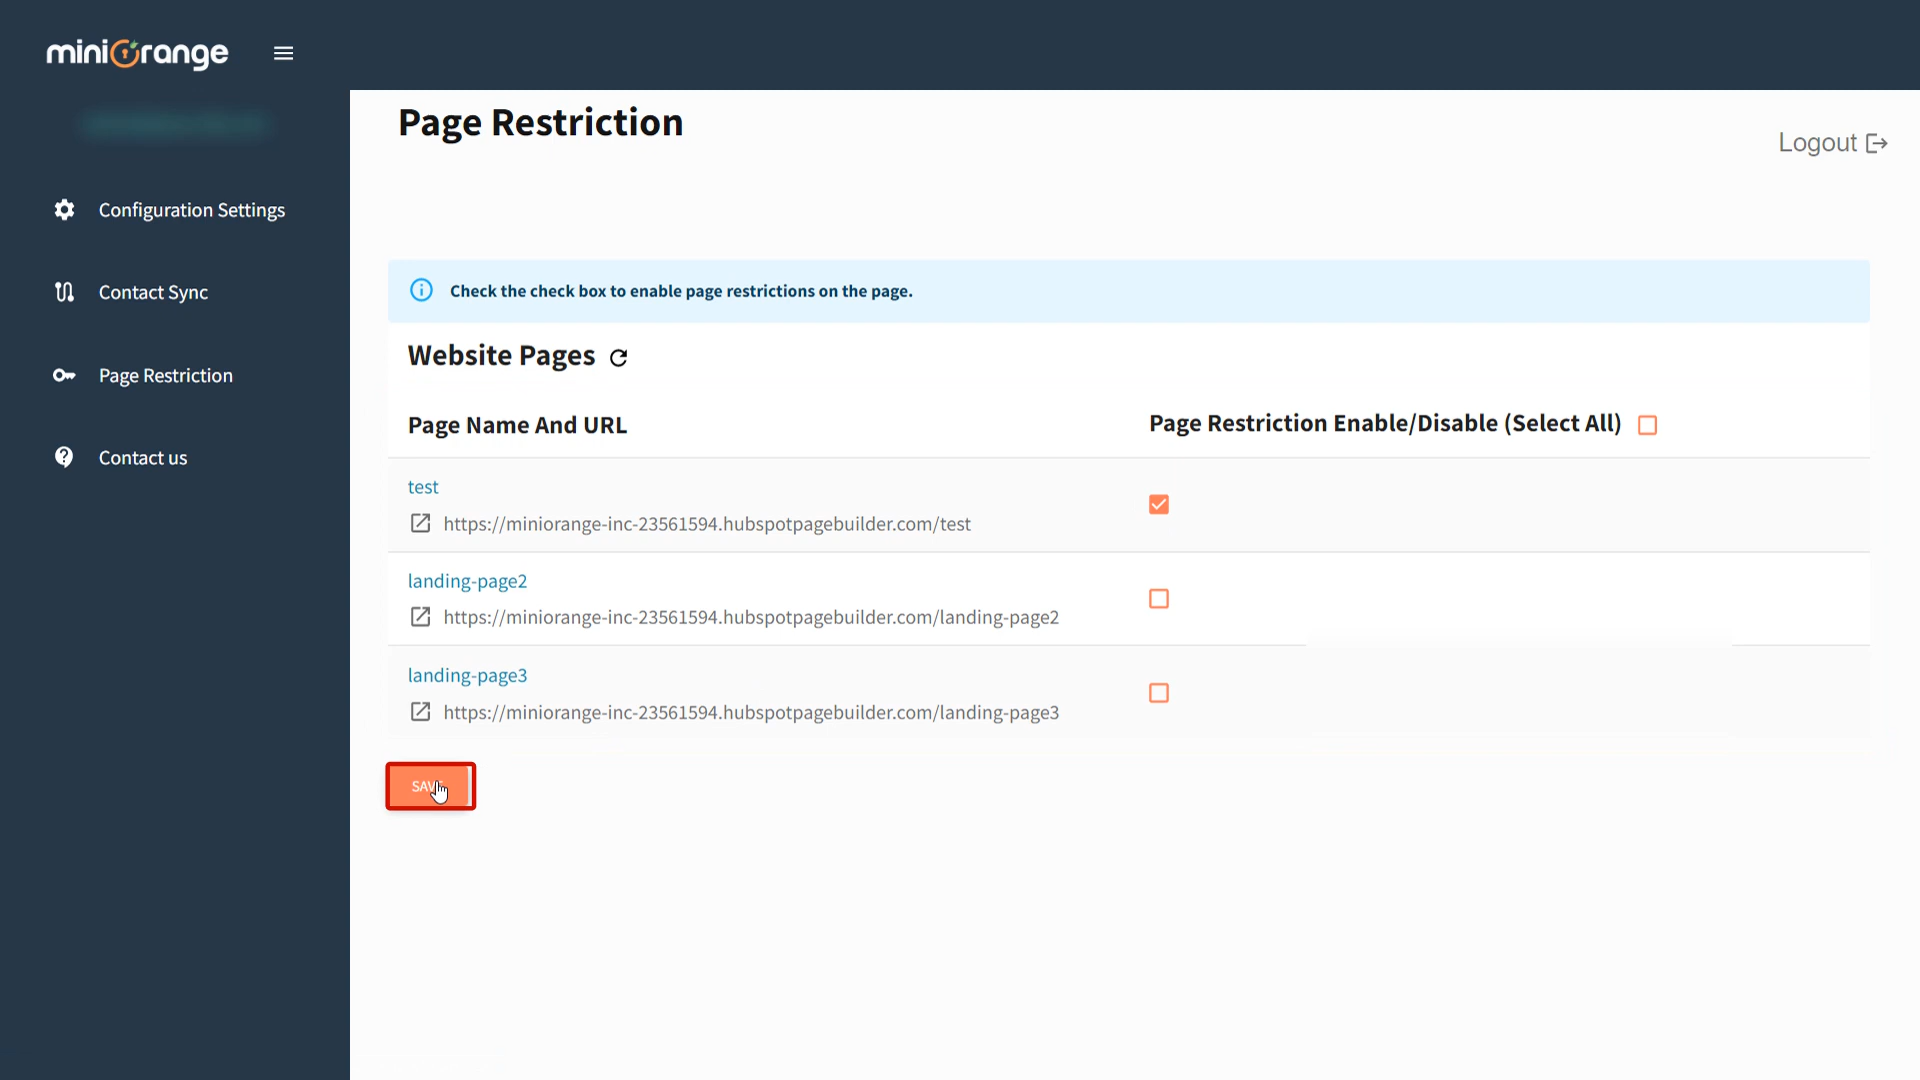 miniOrange
Page Restriction
Logout
Configuration Settings
Contact Sync
Page Restriction
Contact us
Check the check box to enable page restrictions on the page.
Website Pages
Page Name And URL
Page Restriction Enable/Disable (Select All)
test
https://miniorange-inc-23561594.hubspotpagebuilder.com/test
landing-page2
https://miniorange-inc-23561594.hubspotpagebuilder.com/landing-page2
landing-page3
https://miniorange-inc-23561594.hubspotpagebuilder.com/landing-page3
SAVE